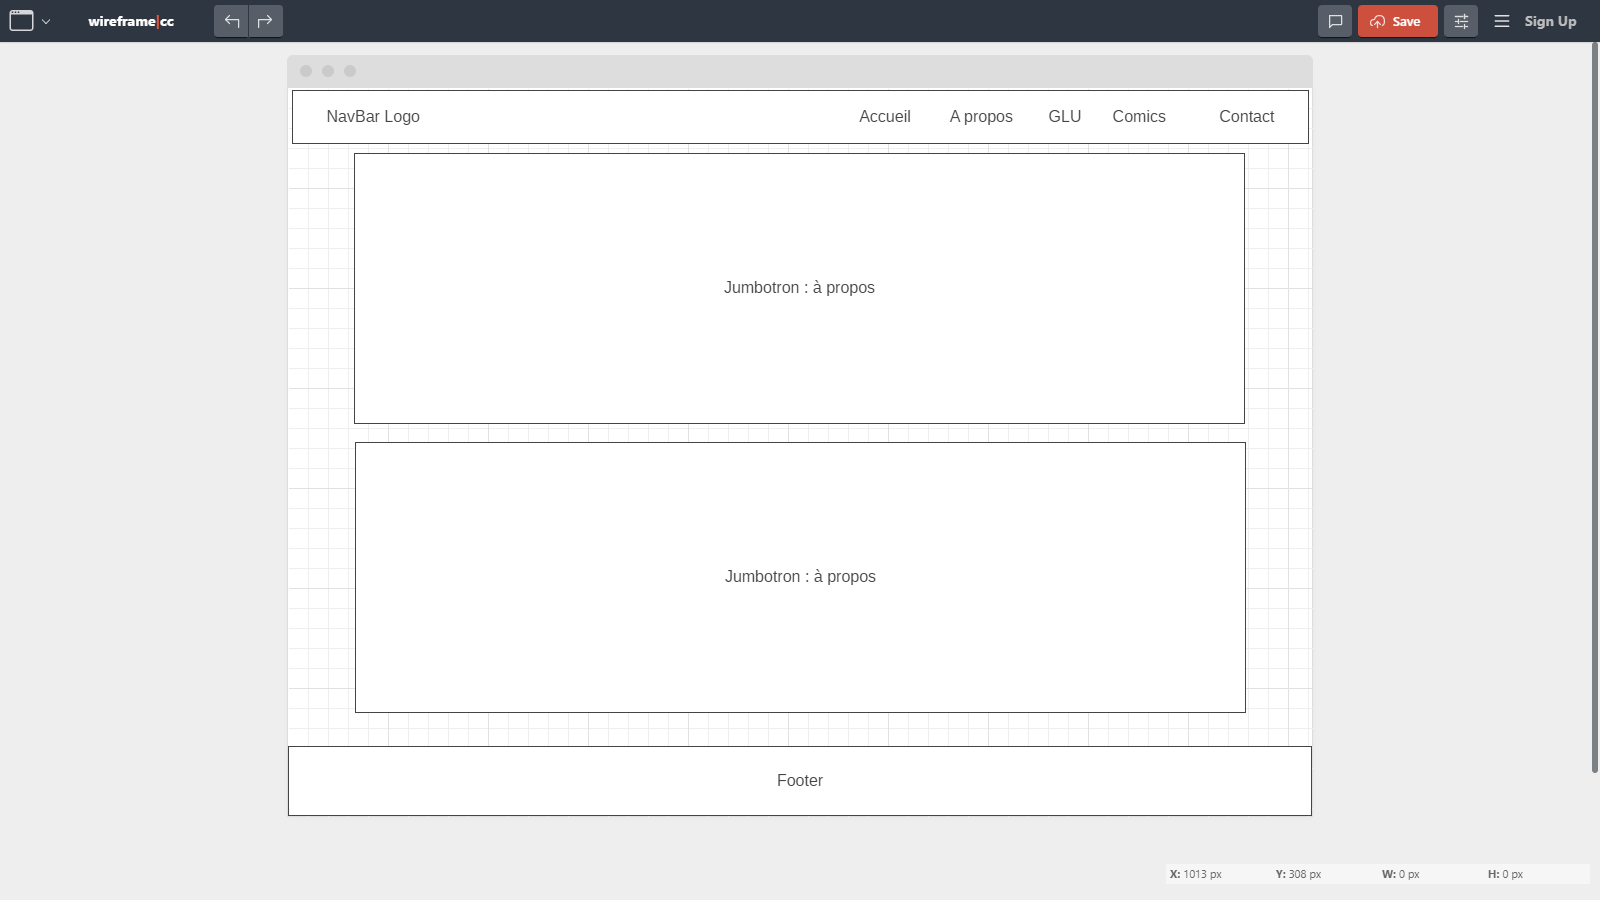 wireframe|cc Save Sign Up
NavBar Logo Accueil A propos GLU Comics Contact
Jumbotron : à propos
Jumbotron : à propos
Footer
X: 1013 px Y: 308 px W: 0 px H: 0 px